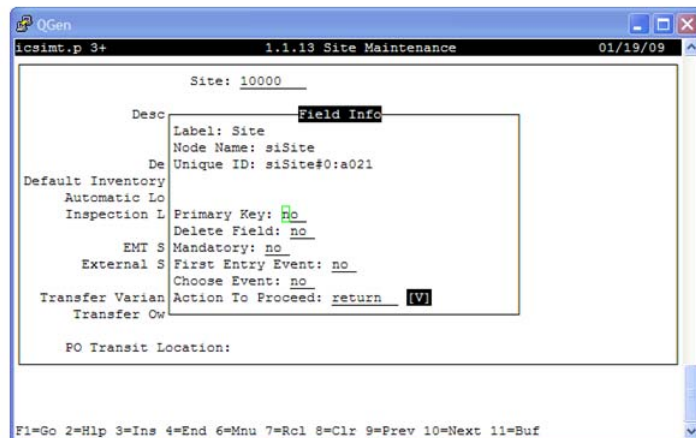 QGen
icsimt.p 3+ 1.1.13 Site Maintenance 01/19/09
Site: 10000
Desc
Field Info
Label: Site
Node Name: siSite
De Unique ID: siSite#0:a021
Default Inventory
Automatic Lo
Inspection L Primary Key: no
Delete Field: no
EMT S Mandatory: no
External S First Entry Event: no
Choose Event: no
Transfer Varian Action To Proceed: return [V]
Transfer Ow
PO Transit Location:
F1=Go 2=Hlp 3=Ins 4=End 6=Mnu 7=Rcl 8=Clr 9=Prev 10=Next 11=Buf